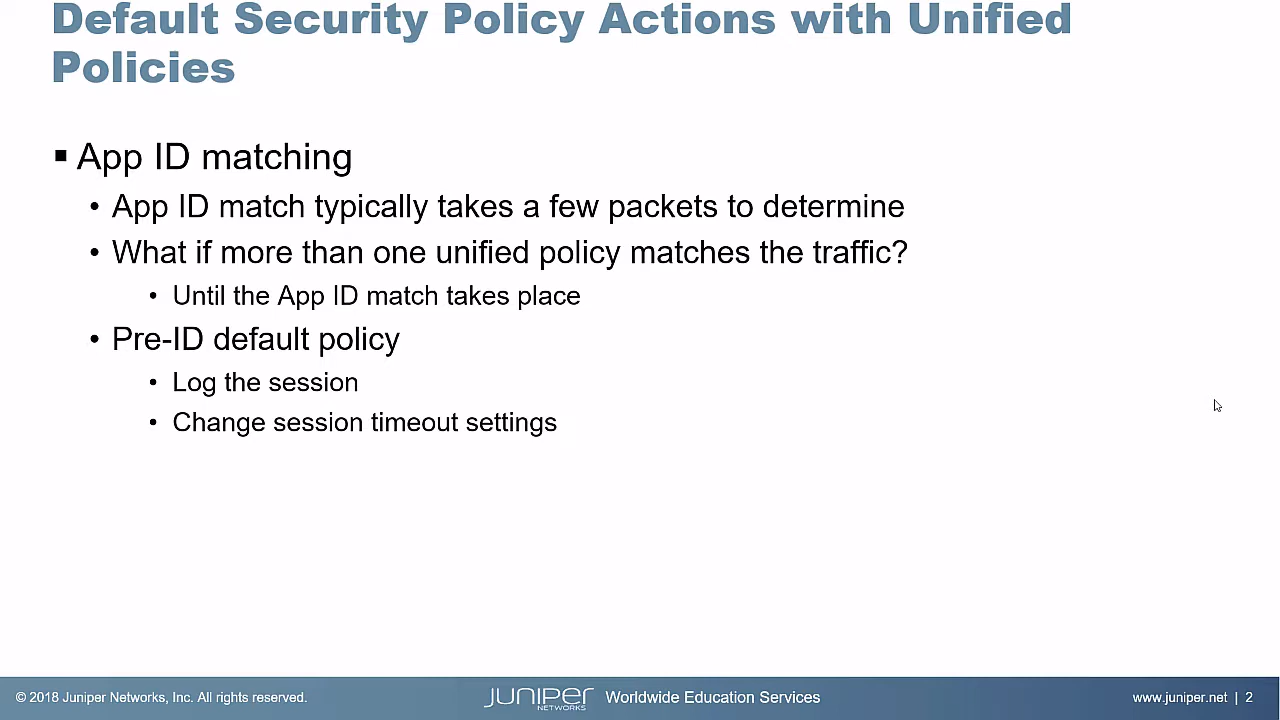 Default Security Policy Actions with Unified
Policies
▪ App ID matching
• App ID match typically takes a few packets to determine
• What if more than one unified policy matches the traffic?
• Until the App ID match takes place
• Pre-ID default policy
• Log the session
• Change session timeout settings
© 2018 Juniper Networks, Inc. All rights reserved.
JUNIPER NETWORKS Worldwide Education Services
www.juniper.net | 2